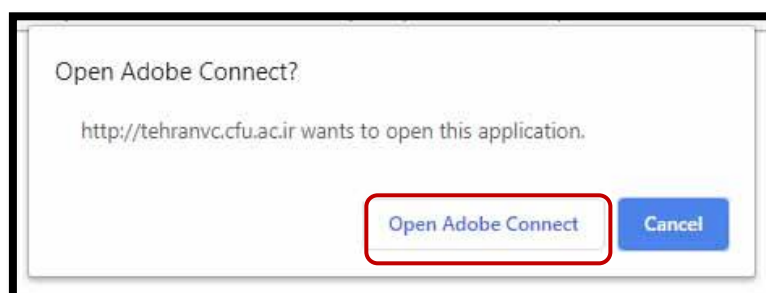 Open Adobe Connect?
http://tehranvc.cfu.ac.ir wants to open this application.
Open Adobe Connect
Cancel